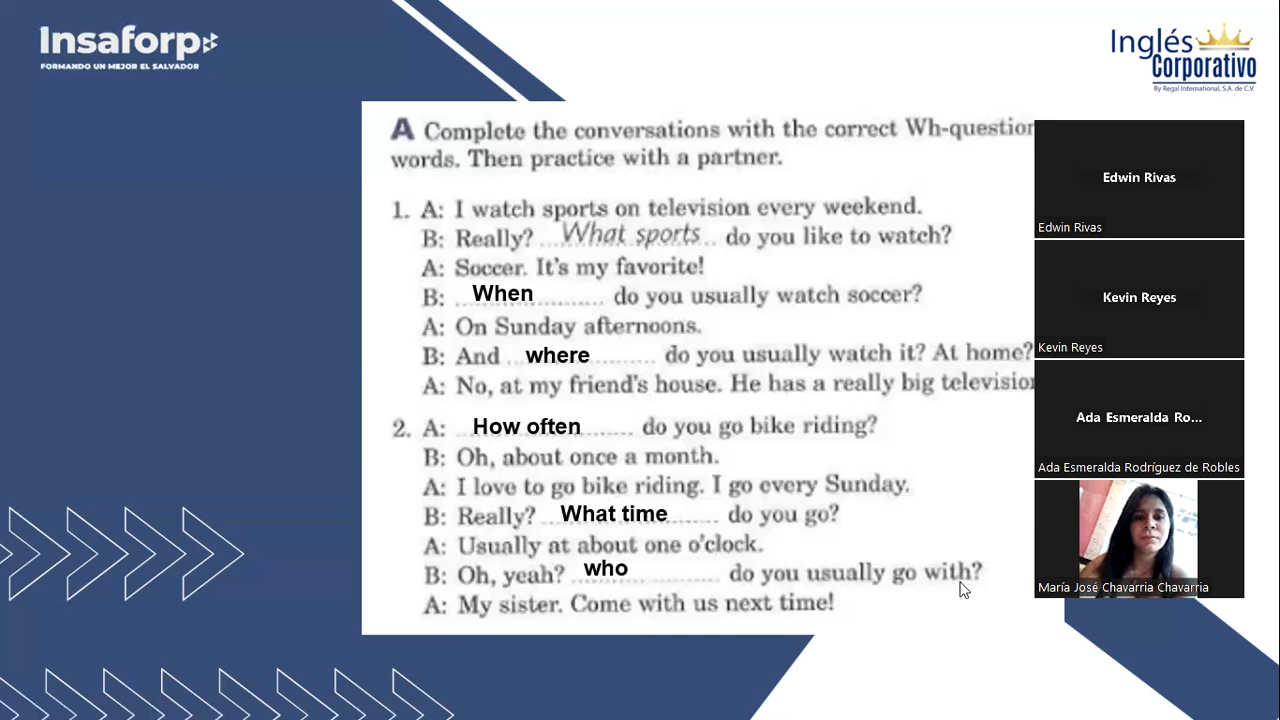 Insaforp
FORMANDO UN MEJOR EL SALVADOR
Inglés
Corporativo
By Regal International, S.A. de C.V.
A Complete the conversations with the correct Wh-question
words. Then practice with a partner.
1. A: I watch sports on television every weekend.
B: Really? What sports do you like to watch?
A: Soccer. It's my favorite!
B: When do you usually watch soccer?
A: On Sunday afternoons.
B: And where do you usually watch it? At home?
A: No, at my friend's house. He has a really big televisio
2. A: How often do you go bike riding?
B: Oh, about once a month.
A: I love to go bike riding. I go every Sunday.
B: Really? What time do you go?
A: Usually at about one o'clock.
B: Oh, yeah? who do you usually go with?
A: My sister. Come with us next time!
Edwin Rivas
Edwin Rivas
Kevin Reyes
Kevin Reyes
Ada Esmeralda Ro...
Ada Esmeralda Rodríguez de Robles
María José Chavarria Chavarria